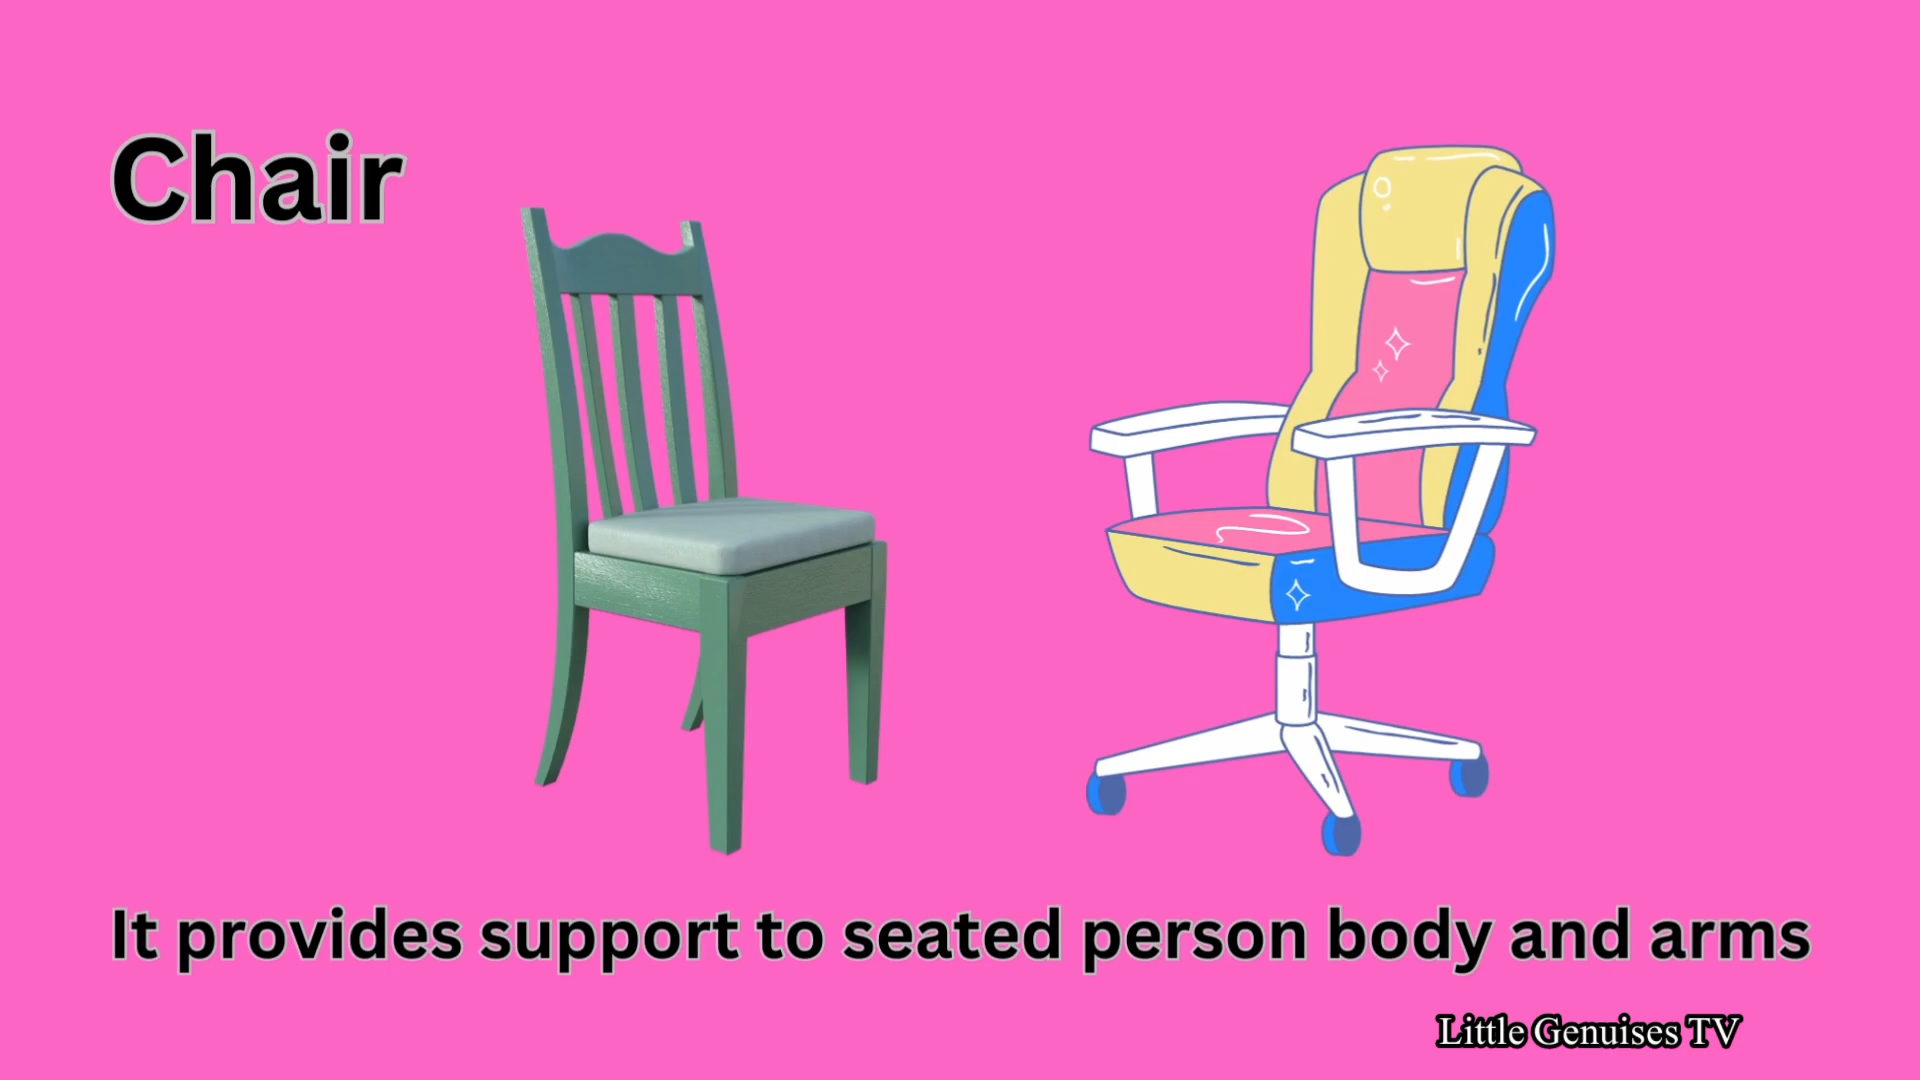 Chair
It provides support to seated person body and arms
Little Genuises TV